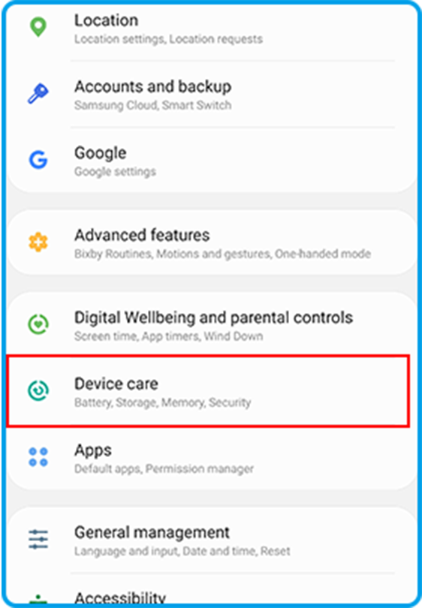 Location
Location settings, Location requests
Accounts and backup
Samsung Cloud, Smart Switch
Google
Google settings
Advanced features
Bixby Routines, Motions and gestures, One-handed mode
Digital Wellbeing and parental controls
Screen time, App timers, Wind Down
Device care
Battery, Storage, Memory, Security
Apps
Default apps, Permission manager
General management
Language and input, Date and time, Reset
Accessibility